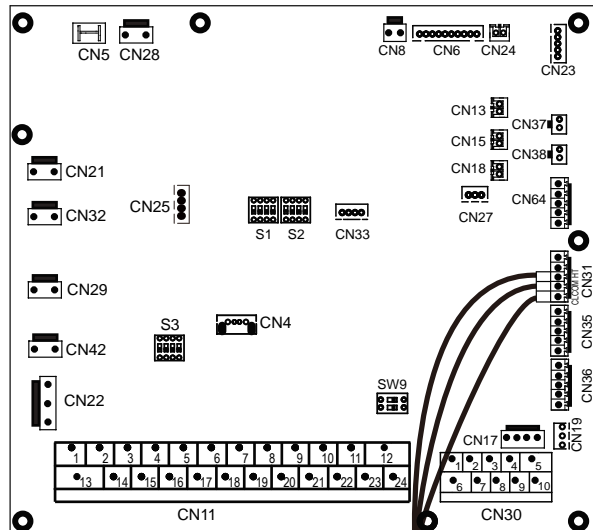 CN5
CN28
CN8
CN6
CN24
CN23
CN13
CN37
CN15
CN38
CN18
CN21
CN32
CN25
S1
S2
CN33
CN27
CN64
CN31
CL COM HT
CN29
CN4
CN35
S3
CN42
CN36
CN22
SW9
CN17
CN19
1 2 3 4 5 6 7 8 9 10 11 12
13 14 15 16 17 18 19 20 21 22 23 24
CN11
1 2 3 4 5
6 7 8 9 10
CN30